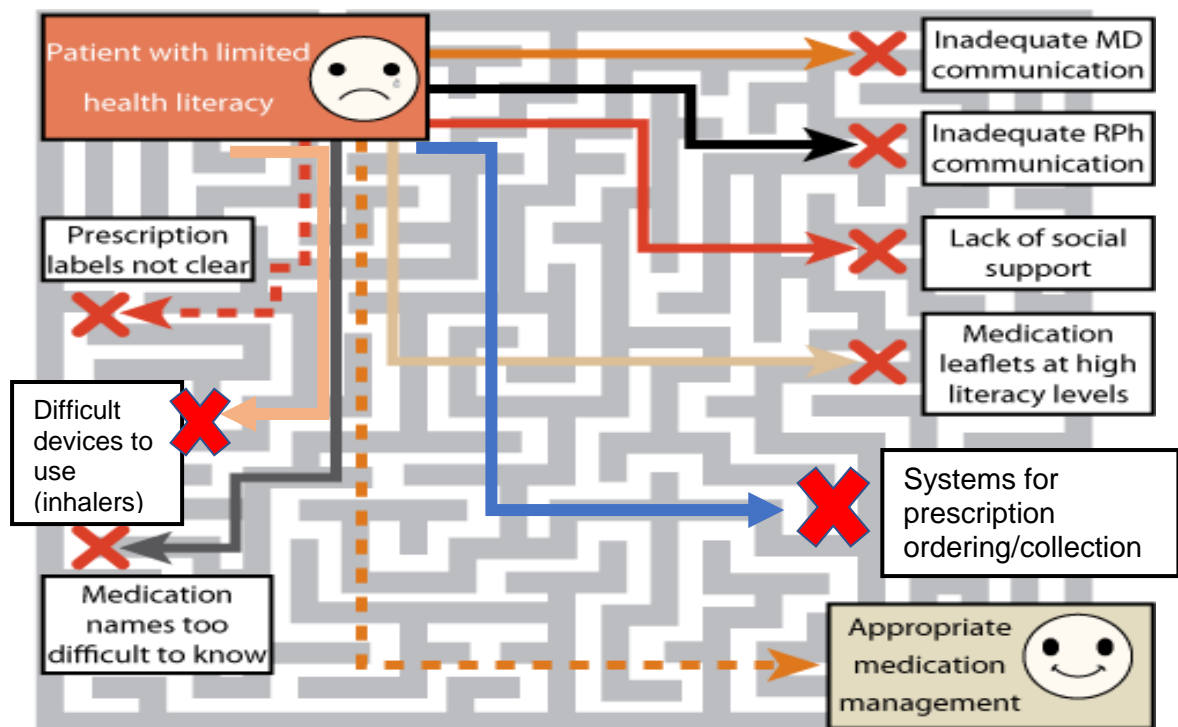 Patient with limited
health literacy
Inadequate MD
communication
Inadequate RPh
communication
Prescription
labels not clear
Lack of social
support
Medication
leaflets at high
literacy levels
Difficult
devices to
use
(inhalers)
Systems for
prescription
ordering/collection
Medication
names too
difficult to know
Appropriate
medication
management